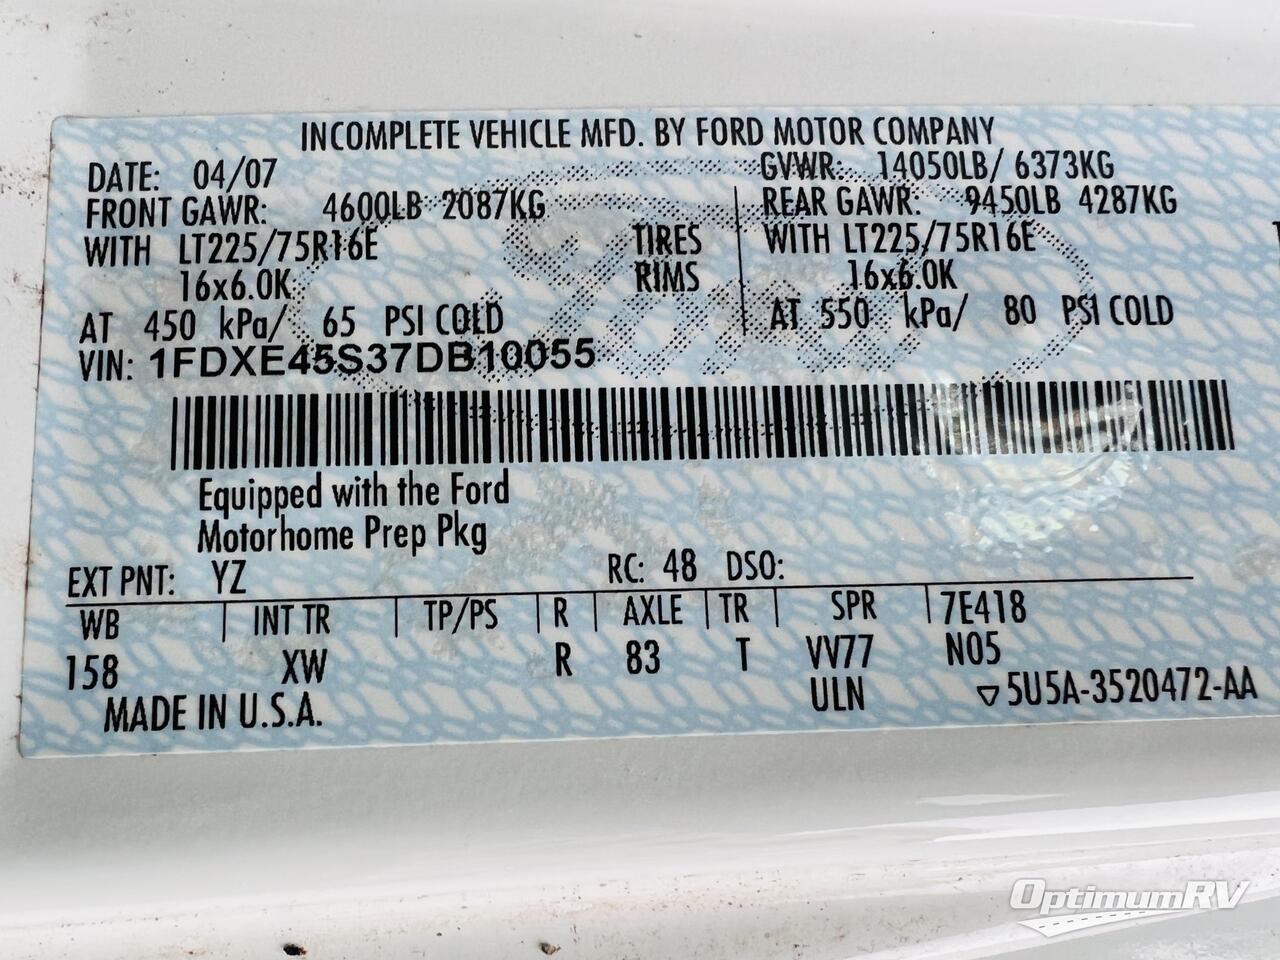 INCOMPLETE VEHICLE MFD. BY FORD MOTOR COMPANY
DATE: 04/07 GVWR: 14050LB/ 6373KG
FRONT GAWR: 4600LB 2087KG REAR GAWR: 9450LB 4287KG
WITH LT225/75R16E TIRES WITH LT225/75R16E
16x6.0K RIMS 16x6.0K
AT 450 kPa/ 65 PSI COLD AT 550 kPa/ 80 PSI COLD
VIN: 1FDXE45S37DB10055
Equipped with the Ford
Motorhome Prep Pkg
EXT PNT: YZ RC: 48 DSO:
WB INT TR TP/PS R AXLE TR SPR 7E418
158 XW R 83 T VV77 N05
MADE IN U.S.A. ULN ▽5U5A-3520472-AA
OptimumRV